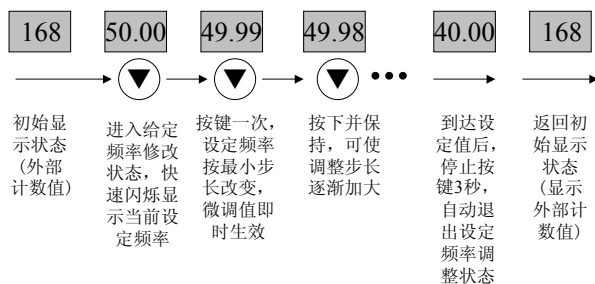 168
50.00
49.99
49.98
40.00
168
初始显
示状态
(外部
计数值)
进入给定
频率修改
状态，快
速闪烁显
示当前设
定频率
按键一次，
设定频率
按最小步
长改变，
微调值即
时生效
按下并保
持，可使
调整步长
逐渐加大
到达设
定值后，
停止按
键3秒，
自动退
出设定
频率调
整状态
返回初
始显示
状态
(显示
外部计
数值)